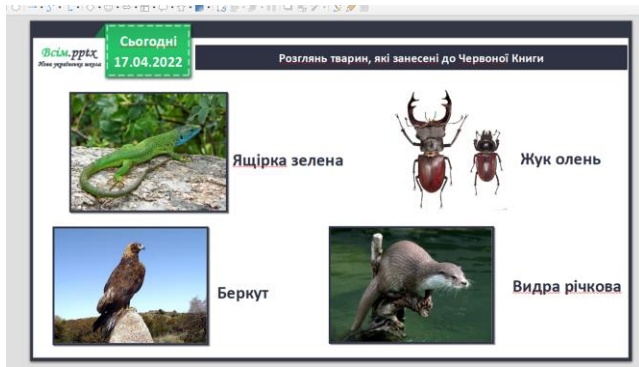 Всім.pptx
Нова українська школа
Сьогодні
17.04.2022
Розглянь тварин, які занесені до Червоної Книги
Ящірка зелена
Жук олень
Беркут
Видра річкова